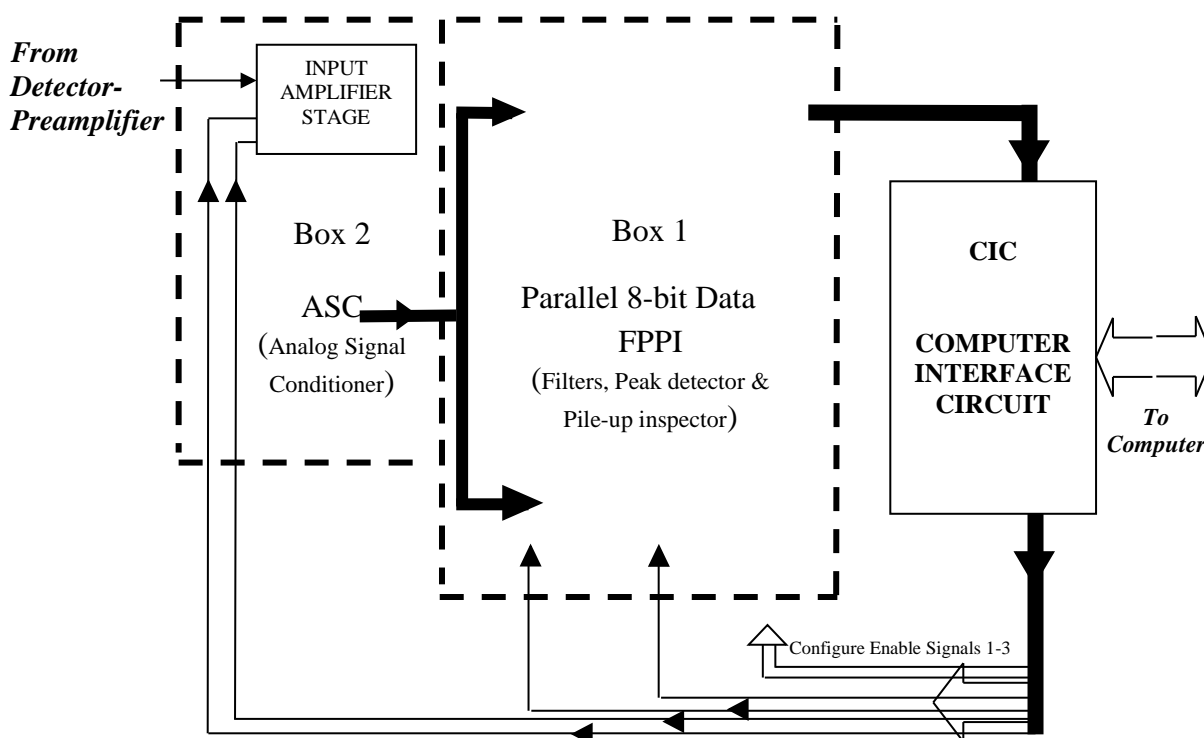 From
Detector-
Preamplifier
INPUT
AMPLIFIER
STAGE
Box 2
ASC
(Analog Signal
Conditioner)
Box 1
Parallel 8-bit Data
FPPI
(Filters, Peak detector &
Pile-up inspector)
CIC
COMPUTER
INTERFACE
CIRCUIT
To
Computer
Configure Enable Signals 1-3